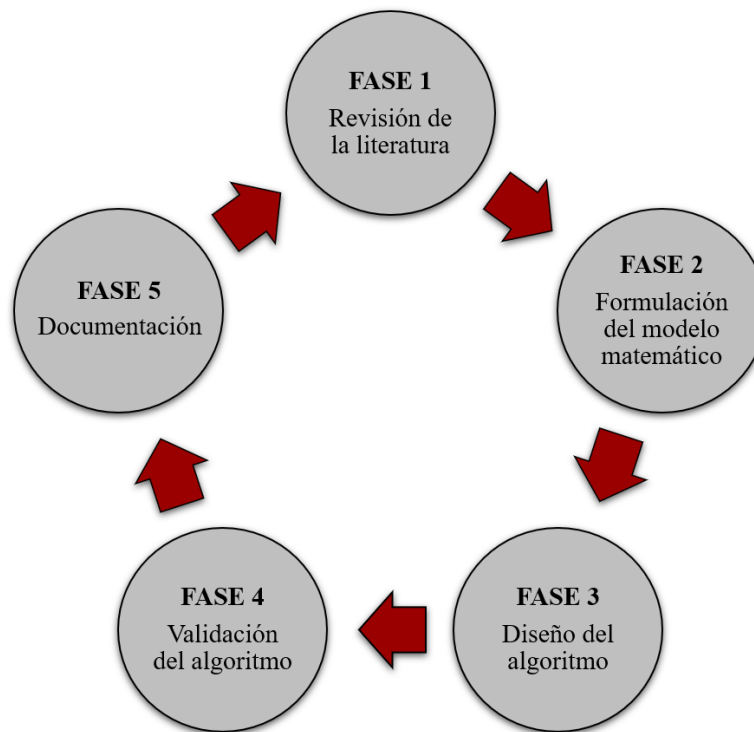 FASE 1
Revisión de
la literatura
FASE 2
Formulación
del modelo
matemático
FASE 3
Diseño del
algoritmo
FASE 4
Validación
del algoritmo
FASE 5
Documentación